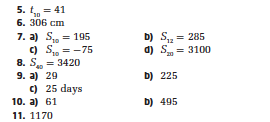 5. t₁₀ = 41
6. 306 cm
7. a) S₁₀ = 195 b) S₁₂ = 285
c) S₁₀ = −75 d) S₂₀ = 3100
8. S₄₀ = 3420
9. a) 29 b) 225
c) 25 days
10. a) 61 b) 495
11. 1170